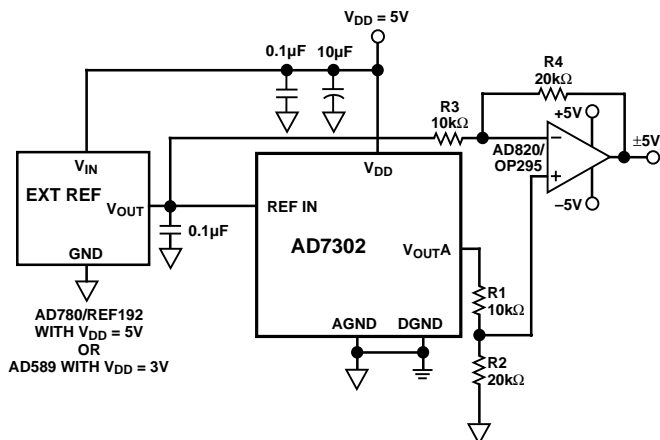 V_DD = 5V
0.1µF
10µF
R4
20kΩ
R3
10kΩ
+5V
AD820/
OP295
±5V
−
+
–5V
V_IN
EXT REF
V_OUT
GND
0.1µF
V_DD
REF IN
AD7302
V_OUTA
AGND
DGND
R1
10kΩ
R2
20kΩ
AD780/REF192
WITH V_DD = 5V
OR
AD589 WITH V_DD = 3V